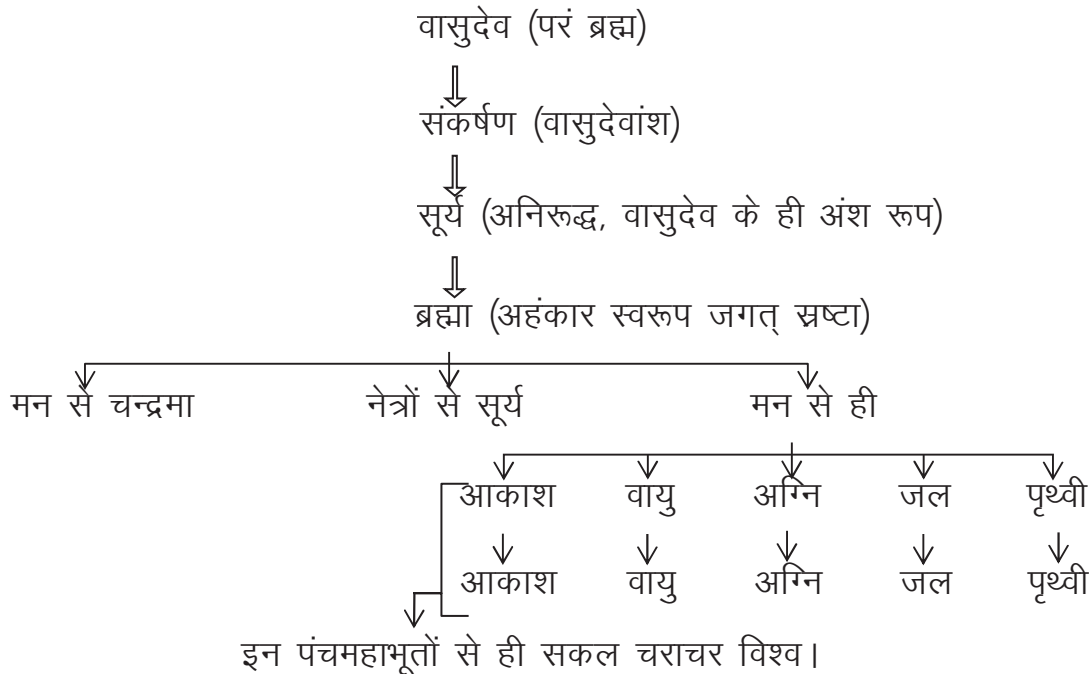 वासुदेव (परं ब्रह्म)
संकर्षण (वासुदेवांश)
सूर्य (अनिरूद्ध, वासुदेव के ही अंश रूप)
ब्रह्मा (अहंकार स्वरूप जगत् स्रष्टा)
मन से चन्द्रमा नेत्रों से सूर्य मन से ही
आकाश वायु अग्नि जल पृथ्वी
आकाश वायु अग्नि जल पृथ्वी
इन पंचमहाभूतों से ही सकल चराचर विश्व।